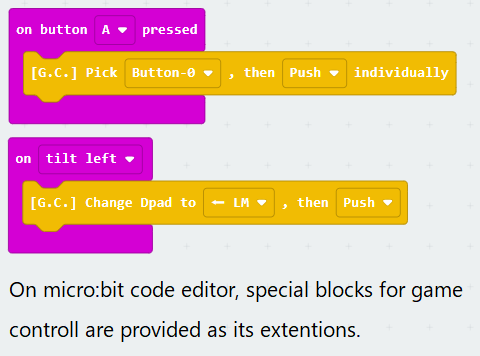 on button A ▼ pressed
[G.C.] Pick Button-0 ▼ , then Push ▼ individually
on tilt left ▼
[G.C.] Change Dpad to ← LM ▼ , then Push ▼
On micro:bit code editor, special blocks for game
controll are provided as its extentions.